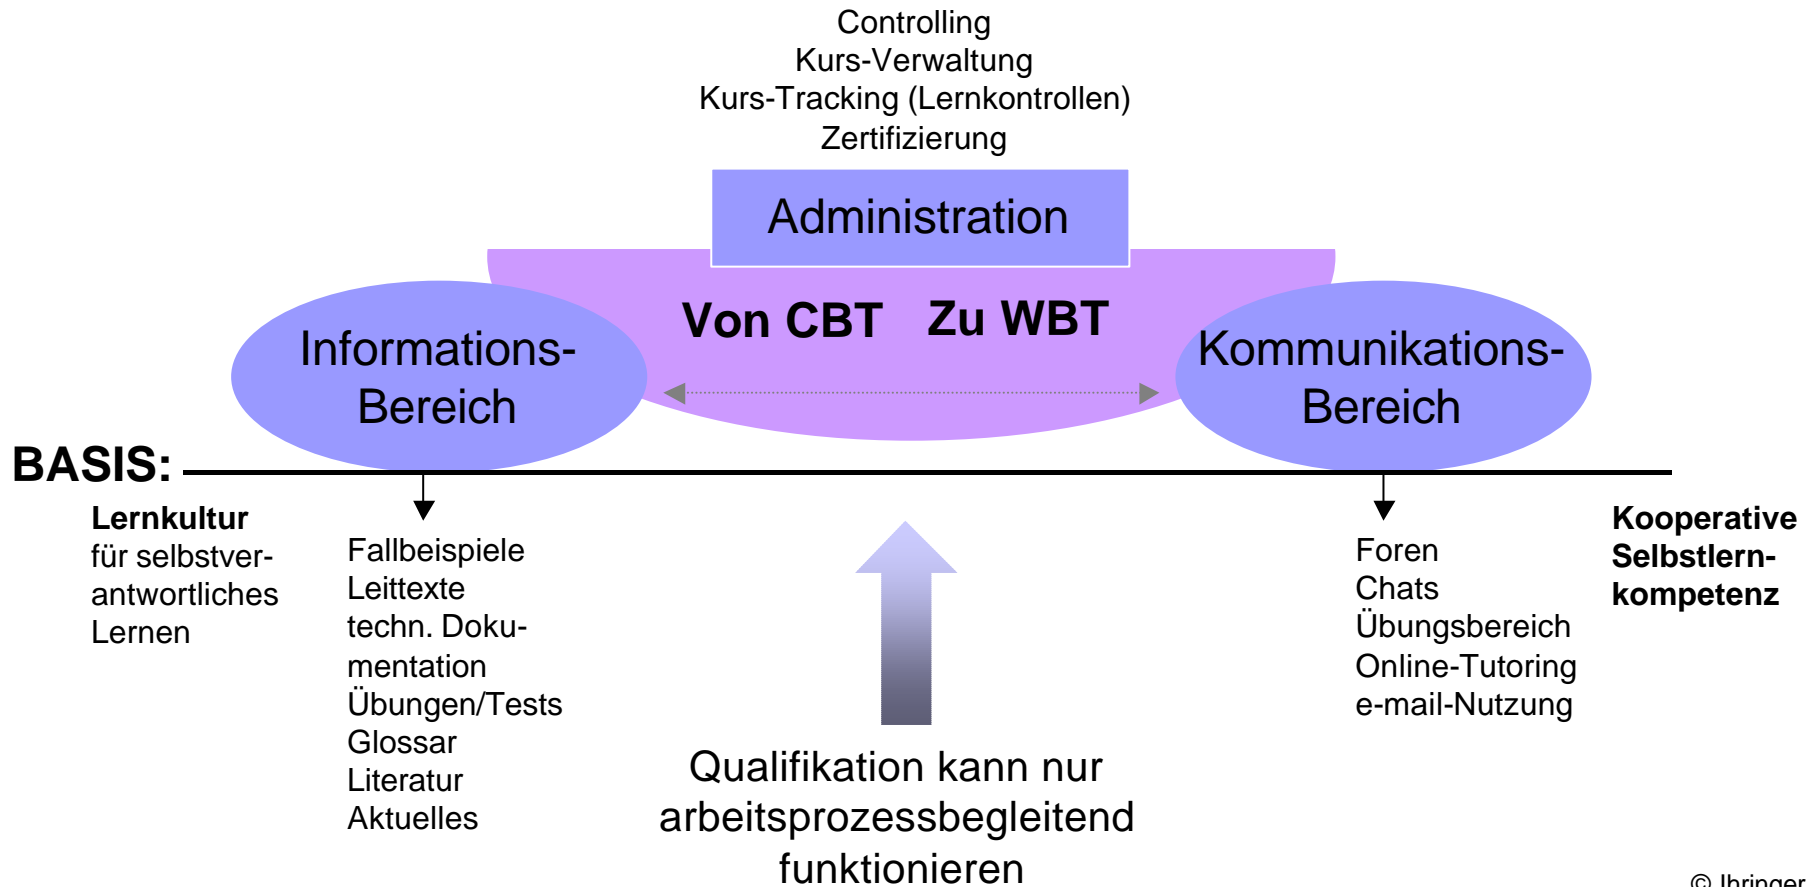 Controlling
Kurs-Verwaltung
Kurs-Tracking (Lernkontrollen)
Zertifizierung
Administration
Von CBT Zu WBT
Informations-
Bereich
Kommunikations-
Bereich
BASIS:
Lernkultur
für selbstver-
antwortliches
Lernen
Fallbeispiele
Leittexte
techn. Doku-
mentation
Übungen/Tests
Glossar
Literatur
Aktuelles
Qualifikation kann nur
arbeitsprozessbegleitend
funktionieren
Foren
Chats
Übungsbereich
Online-Tutoring
e-mail-Nutzung
Kooperative
Selbstlern-
kompetenz
© Ihringer